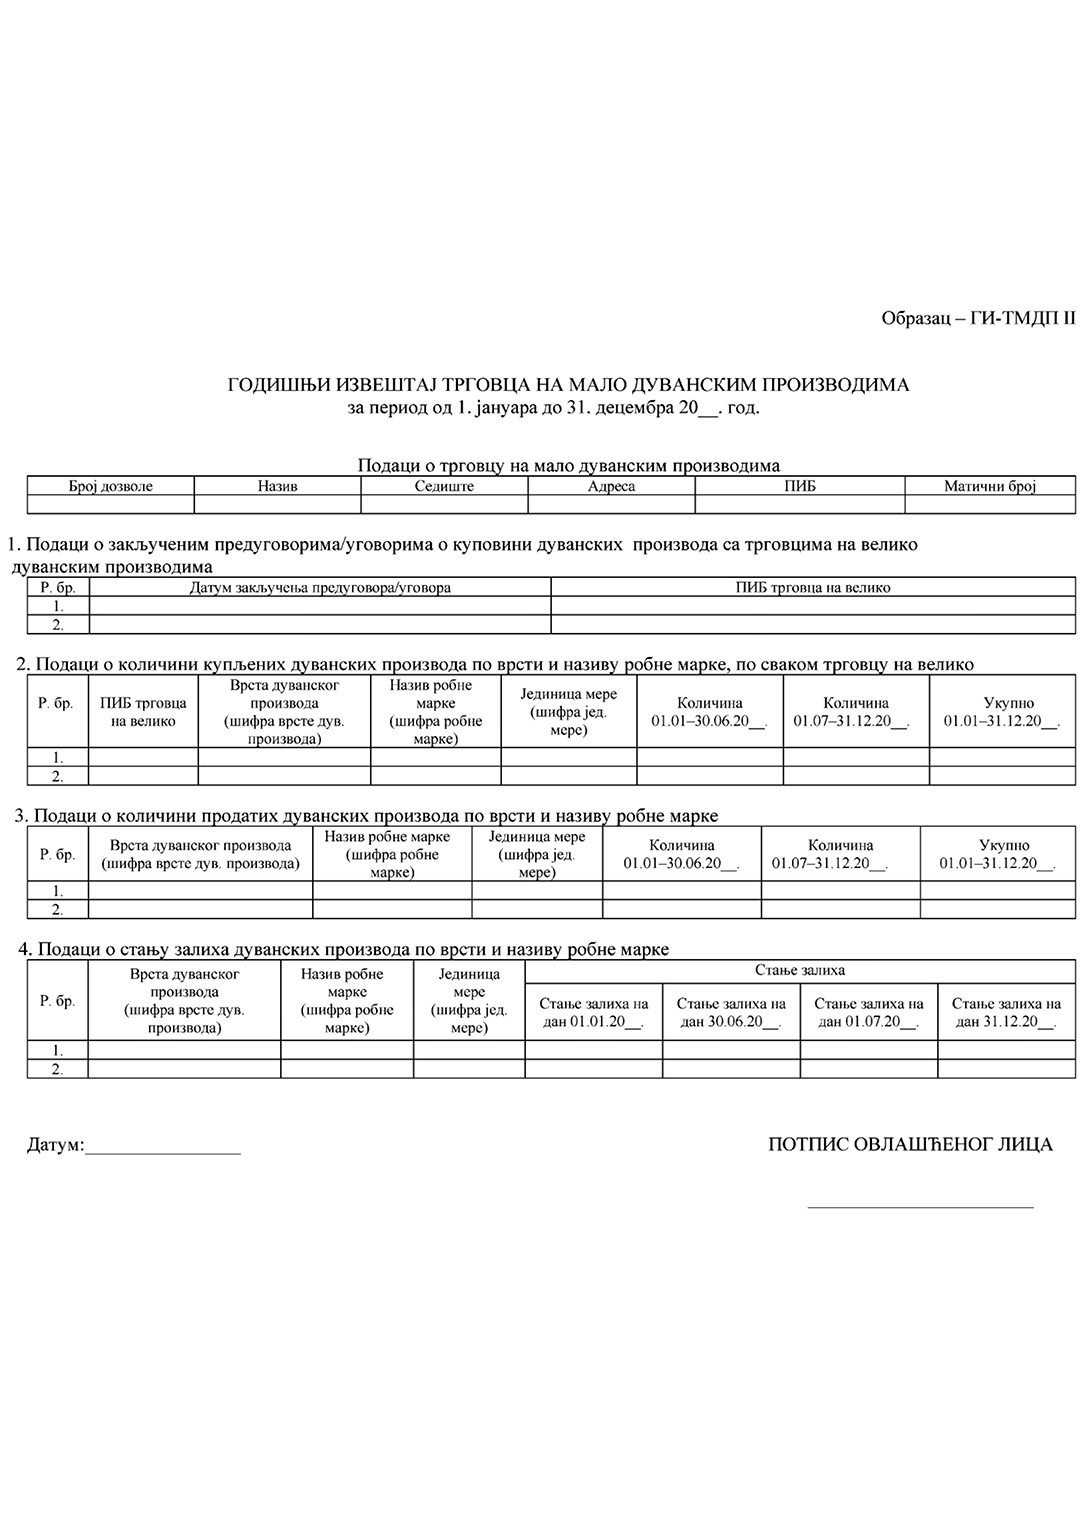 Образац – ГИ-ТМДП II
ГОДИШЊИ ИЗВЕШТАЈ ТРГОВЦА НА МАЛО ДУВАНСКИМ ПРОИЗВОДИМА
за период од 1. јануара до 31. децембра 20__. год.
Подаци о трговцу на мало дуванским производима
Број дозволе Назив Седиште Адреса ПИБ Матични број
1. Подаци о закљученим предуговорима/уговорима о куповини дуванских производа са трговцима на велико
дуванским производима
Р. бр. Датум закључења предуговора/уговора ПИБ трговца на велико
1.
2.
2. Подаци о количини купљених дуванских производа по врсти и називу робне марке, по сваком трговцу на велико
Р. бр.
ПИБ трговца
на велико
Врста дуванског
производа
(шифра врсте дув.
производа)
Назив робне
марке
(шифра робне
марке)
Јединица мере
(шифра јед.
мере)
Количина
01.01–30.06.20__.
Количина
01.07–31.12.20__.
Укупно
01.01–31.12.20__.
1.
2.
3. Подаци о количини продатих дуванских производа по врсти и називу робне марке
Р. бр.
Врста дуванског производа
(шифра врсте дув. производа)
Назив робне марке
(шифра робне
марке)
Јединица мере
(шифра јед.
мере)
Количина
01.01–30.06.20__.
Количина
01.07–31.12.20__.
Укупно
01.01–31.12.20__.
1.
2.
4. Подаци о стању залиха дуванских производа по врсти и називу робне марке
Р. бр.
Врста дуванског
производа
(шифра врсте дув.
производа)
Назив робне
марке
(шифра робне
марке)
Јединица
мере
(шифра јед.
мере)
Стање залиха
Стање залиха на
дан 01.01.20__.
Стање залиха на
дан 30.06.20__.
Стање залиха на
дан 01.07.20__.
Стање залиха на
дан 31.12.20__.
1.
2.
Датум:________________ ПОТПИС ОВЛАШЋЕНОГ ЛИЦА